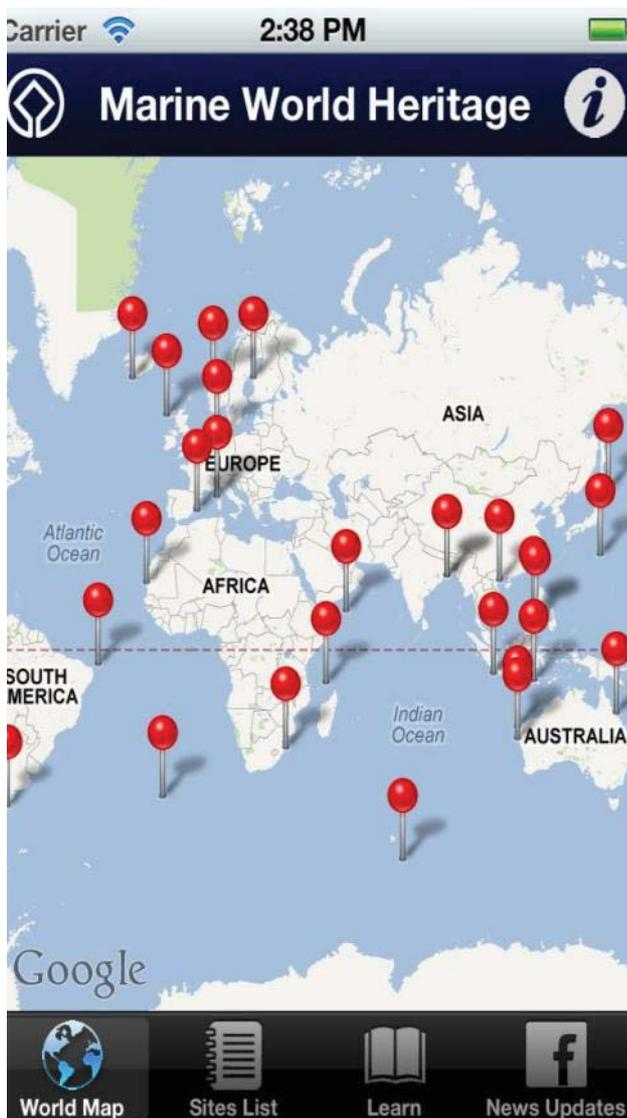 Carrier 2:38 PM
Marine World Heritage i
ASIA
EUROPE
Atlantic
Ocean
AFRICA
SOUTH
MERICA
Indian
Ocean
AUSTRALIA
Google
f
World Map Sites List Learn News Updates